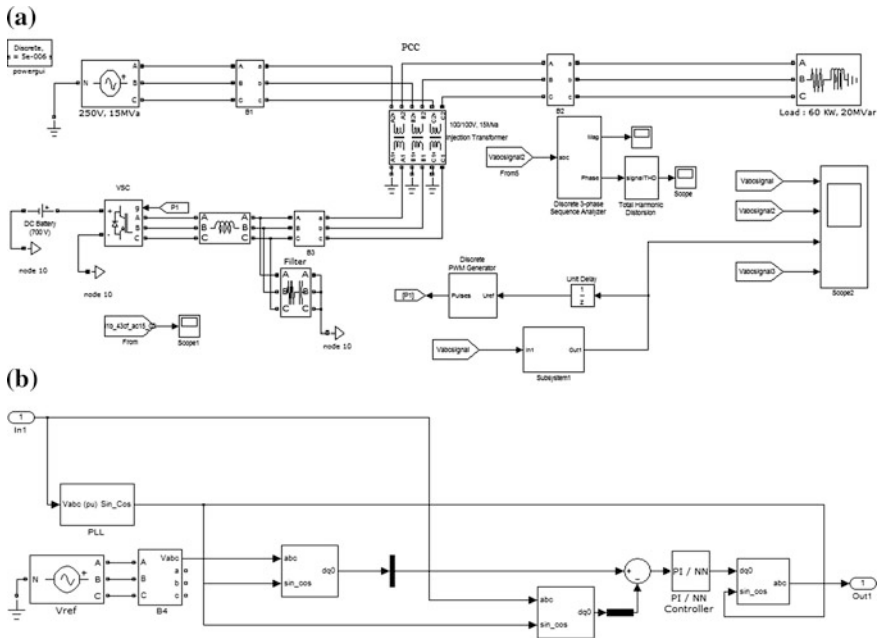 (a)
Discrete,
= 5e-006
powergui
N
A
B
C
250V, 15MVa
A
B
C
a
b
c
B1
PCC
100/100V, 15Mva
Injection Transformer
A
B
C
a
b
c
B2
A
B
C
Load : 60 KW, 20MVar
Vabcsignal2
From5
abc
Mag
Phase
Discrete 3-phase
Sequence Analyzer
signalTHD
Total Harmonic
Distorsion
Scope
Vabcsignal
Vabcsignal2
Vabcsignal3
Scope2
DC Battery
(700 V)
node 10
VSC
P1
+
-
g
A
B
C
node 10
A
B
C
A
B
C
A
B
C
a
b
c
B3
Filter
A
B
C
A
B
C
node 10
From
Scope1
Discrete
PWM Generator
[P1]
Pulses
Uref
Unit Delay
1
z
Vabcsignal
In1
Out1
Subsystem1
(b)
1
In1
Vabc (pu)
Sin_Cos
PLL
N
A
B
C
Vref
A
B
C
Vabc
a
b
c
B4
abc
sin_cos
dq0
abc
sin_cos
dq0
+
-
PI / NN
PI / NN
Controller
dq0
sin_cos
abc
1
Out1